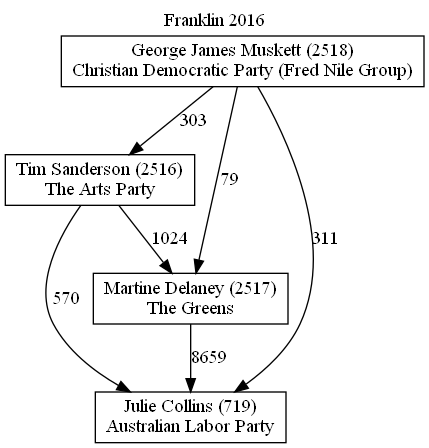 Franklin 2016
George James Muskett (2518)
Christian Democratic Party (Fred Nile Group)
303
Tim Sanderson (2516)
The Arts Party
79
311
1024
570
Martine Delaney (2517)
The Greens
8659
Julie Collins (719)
Australian Labor Party